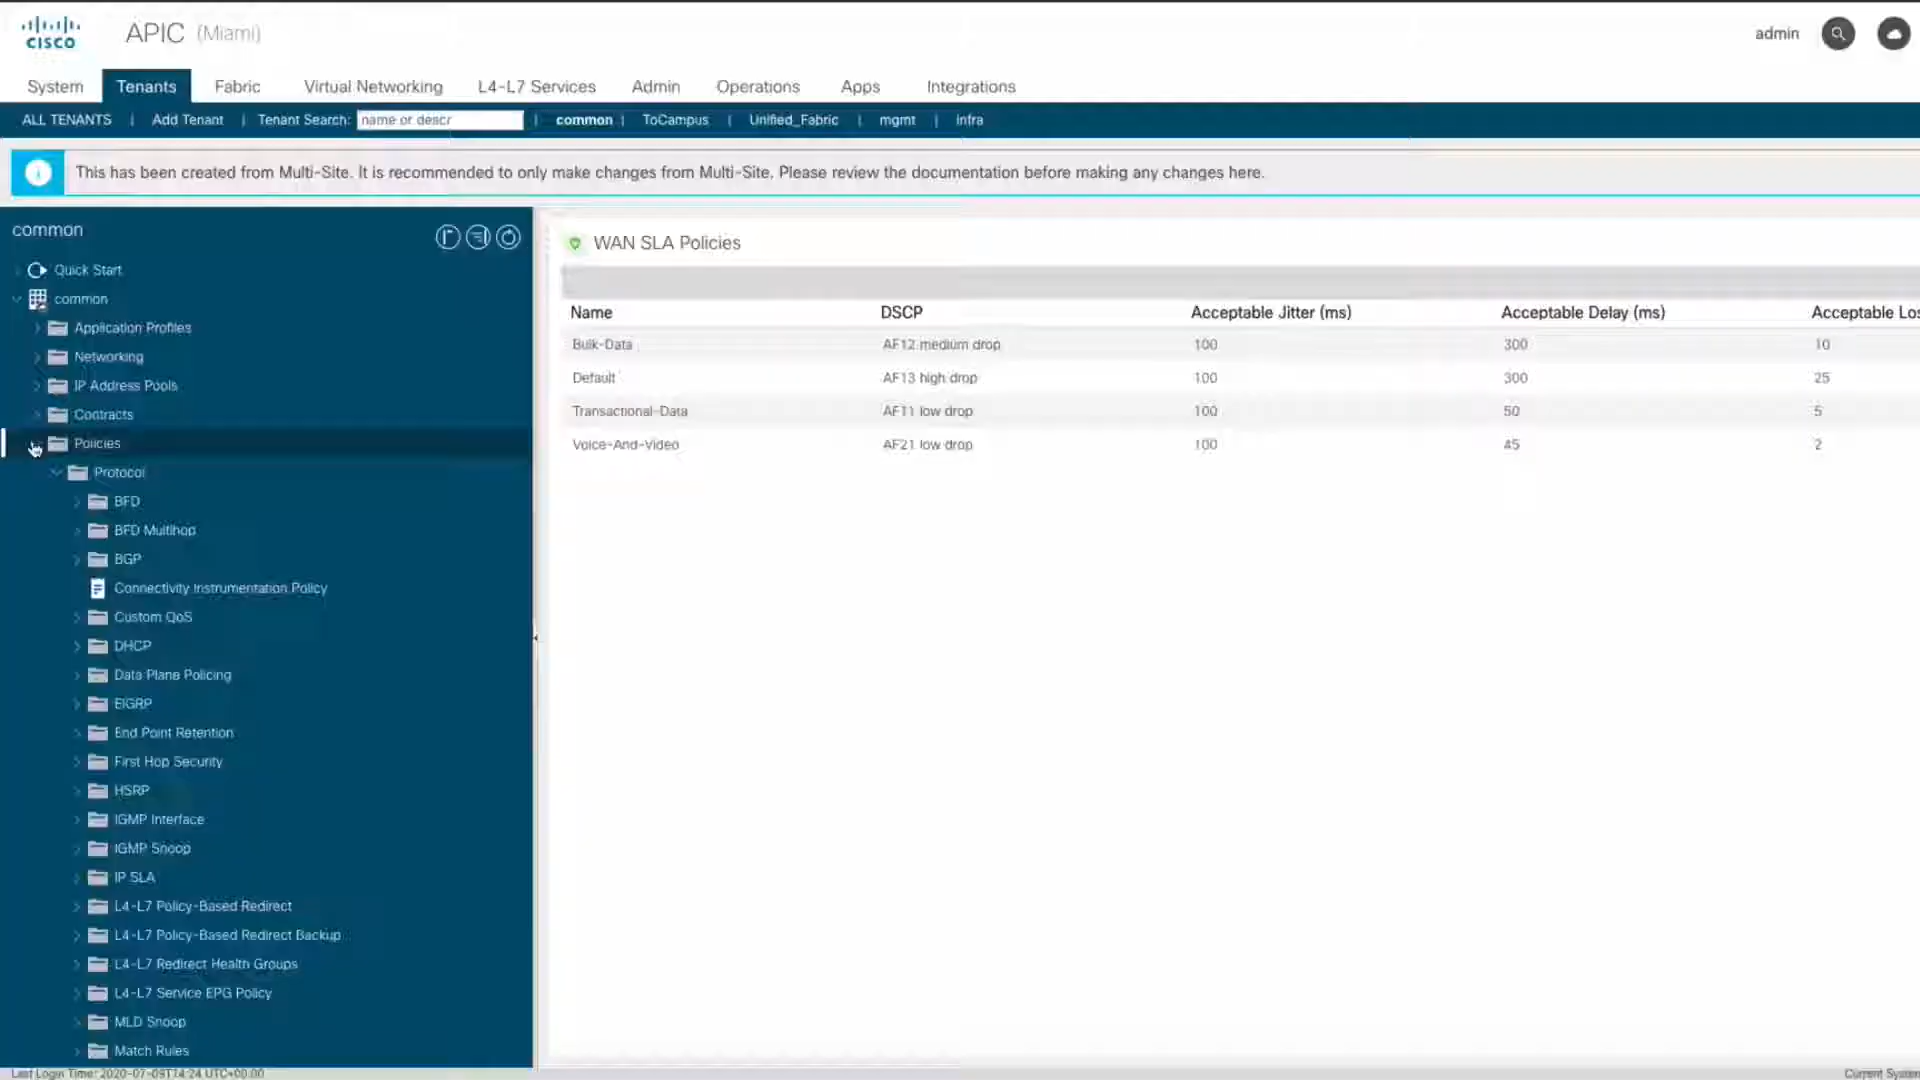 CISCO
APIC (Miami)
admin
System Tenants Fabric Virtual Networking L4-L7 Services Admin Operations Apps Integrations
ALL TENANTS | Add Tenant | Tenant Search: name or descr | common | ToCampus | Unified_Fabric | mgmt | infra
This has been created from Multi-Site. It is recommended to only make changes from Multi-Site. Please review the documentation before making any changes here.
common
Quick Start
common
Application Profiles
Networking
IP Address Pools
Contracts
Policies
Protocol
BFD
BFD Multihop
BGP
Connectivity Instrumentation Policy
Custom QoS
DHCP
Data Plane Policing
EIGRP
End Point Retention
First Hop Security
HSRP
IGMP Interface
IGMP Snoop
IP SLA
L4-L7 Policy-Based Redirect
L4-L7 Policy-Based Redirect Backup
L4-L7 Redirect Health Groups
L4-L7 Service EPG Policy
MLD Snoop
Match Rules
WAN SLA Policies
Name DSCP Acceptable Jitter (ms) Acceptable Delay (ms) Acceptable Los
Bulk-Data AF12 medium drop 100 300 10
Default AF13 high drop 100 300 25
Transactional-Data AF11 low drop 100 50 5
Voice-And-Video AF21 low drop 100 45 2
Last Login Time: 2020-07-09T14:24 UTC+00:00
Current System